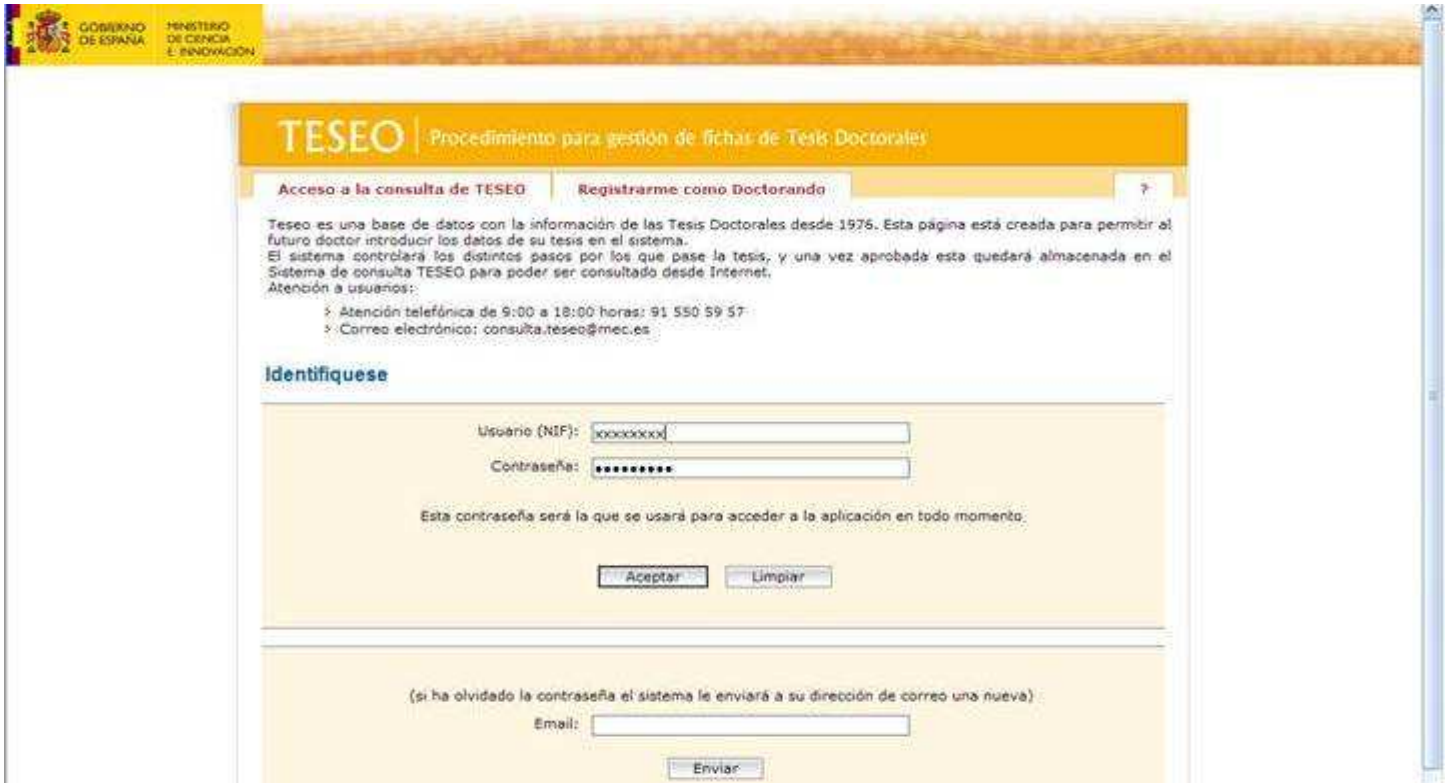 GOBIERNO
DE ESPAÑA
MINISTERIO
DE CIENCIA
E INNOVACIÓN
TESEO Procedimiento para gestión de fichas de Tesis Doctorales
Acceso a la consulta de TESEO Registrarme como Doctorando ?
Teseo es una base de datos con la información de las Tesis Doctorales desde 1976. Esta página está creada para permitir al
futuro doctor introducir los datos de su tesis en el sistema.
El sistema controlará los distintos pasos por los que pase la tesis, y una vez aprobada esta quedará almacenada en el
Sistema de consulta TESEO para poder ser consultado desde Internet.
Atención a usuarios:
Atención telefónica de 9:00 a 18:00 horas: 91 550 59 57
Correo electrónico: consulta.teseo@mec.es
Identifiquese
Usuario (NIF): xxxxxxxx
Contraseña: •••••••••
Esta contraseña será la que se usará para acceder a la aplicación en todo momento
Aceptar Limpiar
(si ha olvidado la contraseña el sistema le enviará a su dirección de correo una nueva)
Email:
Enviar